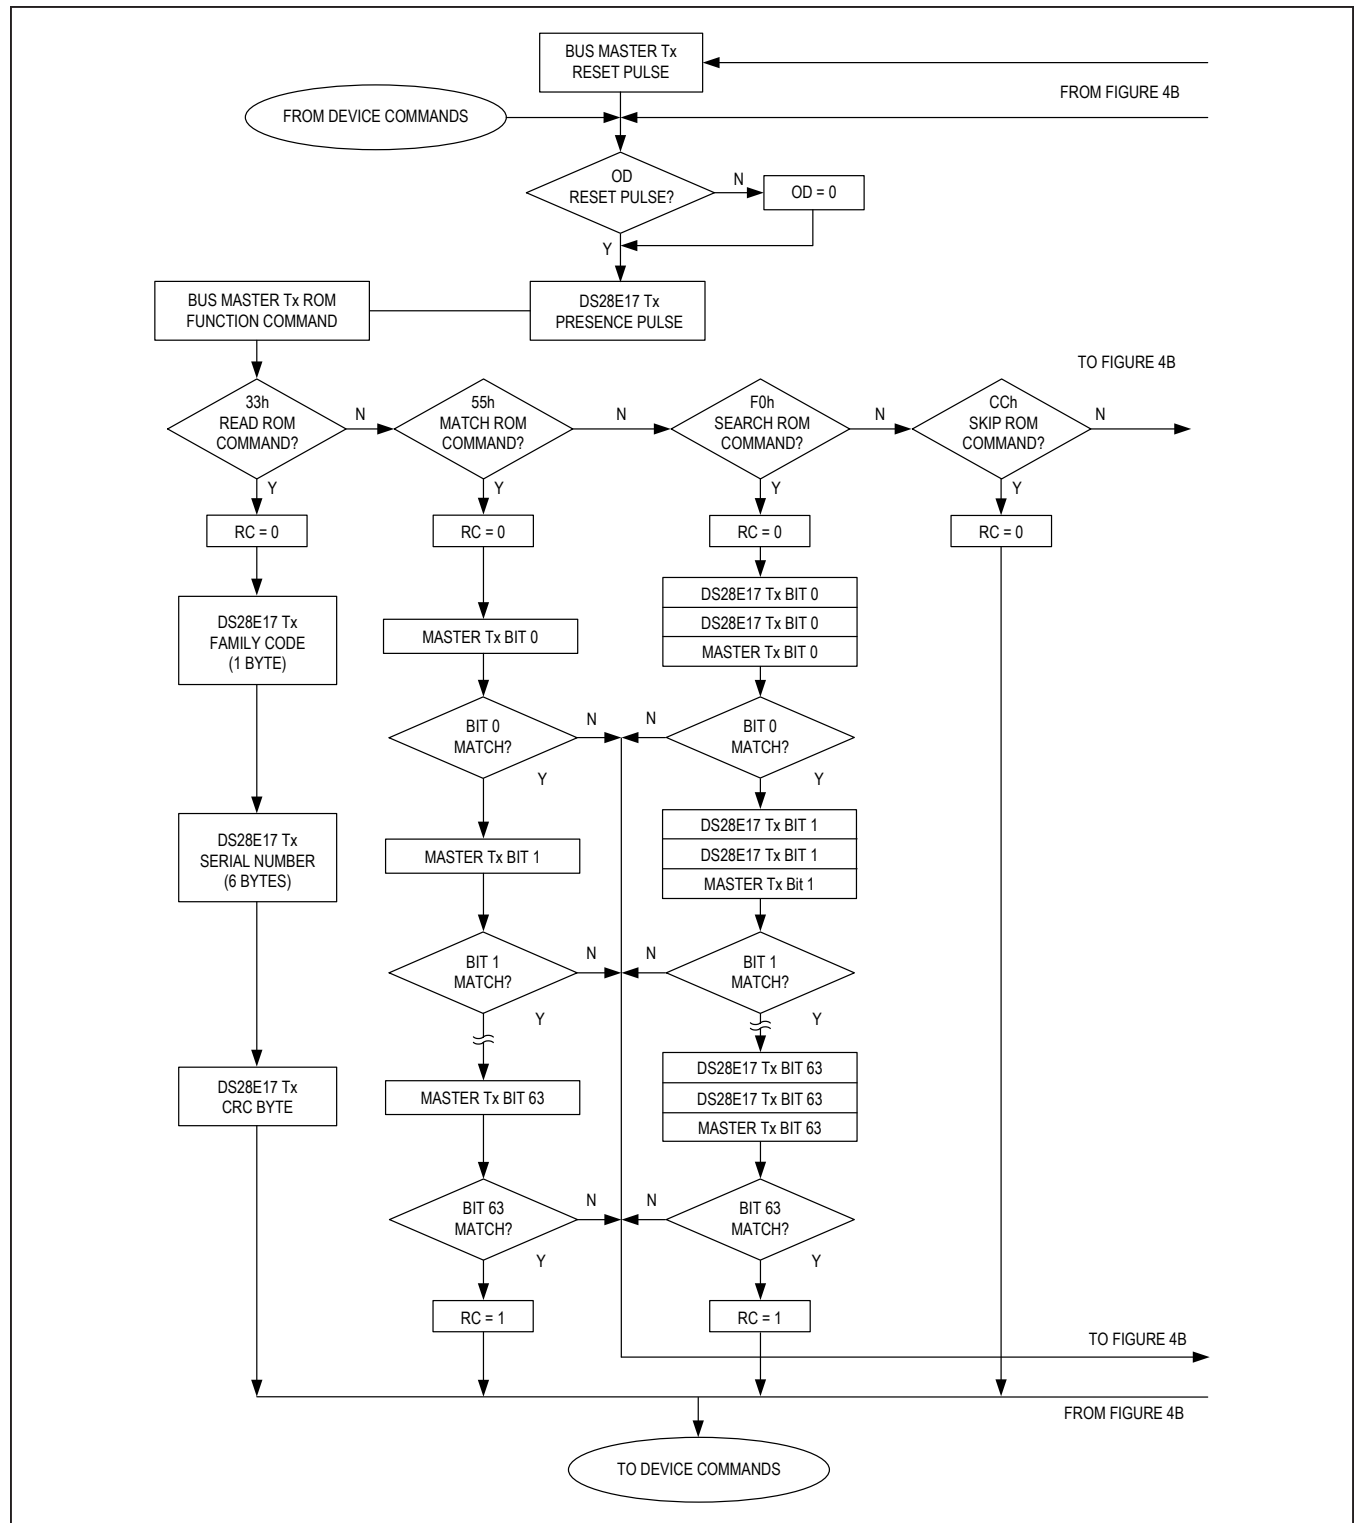 BUS MASTER Tx
RESET PULSE
FROM FIGURE 4B
FROM DEVICE COMMANDS
OD
RESET PULSE?
N
OD = 0
Y
BUS MASTER Tx ROM
FUNCTION COMMAND
DS28E17 Tx
PRESENCE PULSE
TO FIGURE 4B
33h
READ ROM
COMMAND?
N
55h
MATCH ROM
COMMAND?
N
F0h
SEARCH ROM
COMMAND?
N
CCh
SKIP ROM
COMMAND?
N
Y
Y
Y
Y
RC = 0
RC = 0
RC = 0
RC = 0
DS28E17 Tx
FAMILY CODE
(1 BYTE)
MASTER Tx BIT 0
DS28E17 Tx BIT 0
DS28E17 Tx BIT 0
MASTER Tx BIT 0
BIT 0
MATCH?
N
N
BIT 0
MATCH?
Y
Y
DS28E17 Tx
SERIAL NUMBER
(6 BYTES)
MASTER Tx BIT 1
DS28E17 Tx BIT 1
DS28E17 Tx BIT 1
MASTER Tx Bit 1
BIT 1
MATCH?
N
N
BIT 1
MATCH?
Y
Y
DS28E17 Tx
CRC BYTE
MASTER Tx BIT 63
DS28E17 Tx BIT 63
DS28E17 Tx BIT 63
MASTER Tx BIT 63
BIT 63
MATCH?
N
N
BIT 63
MATCH?
Y
Y
RC = 1
RC = 1
TO FIGURE 4B
FROM FIGURE 4B
TO DEVICE COMMANDS